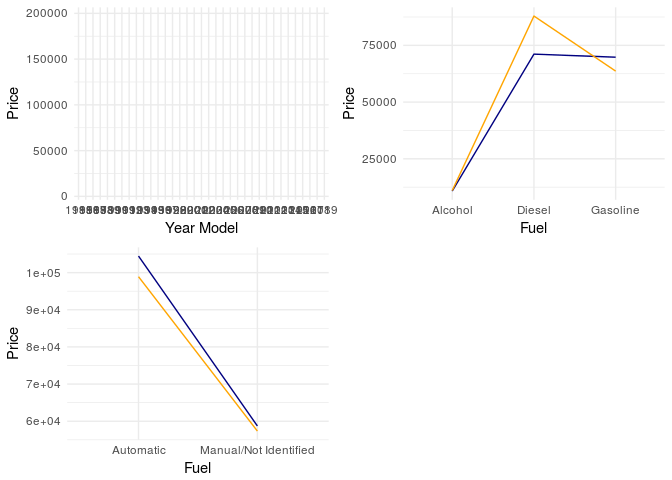 200000
150000
100000
50000
0
Price
Year Model
75000
50000
25000
Price
Alcohol Diesel Gasoline
Fuel
1e+05
9e+04
8e+04
7e+04
6e+04
Price
Automatic Manual/Not Identified
Fuel